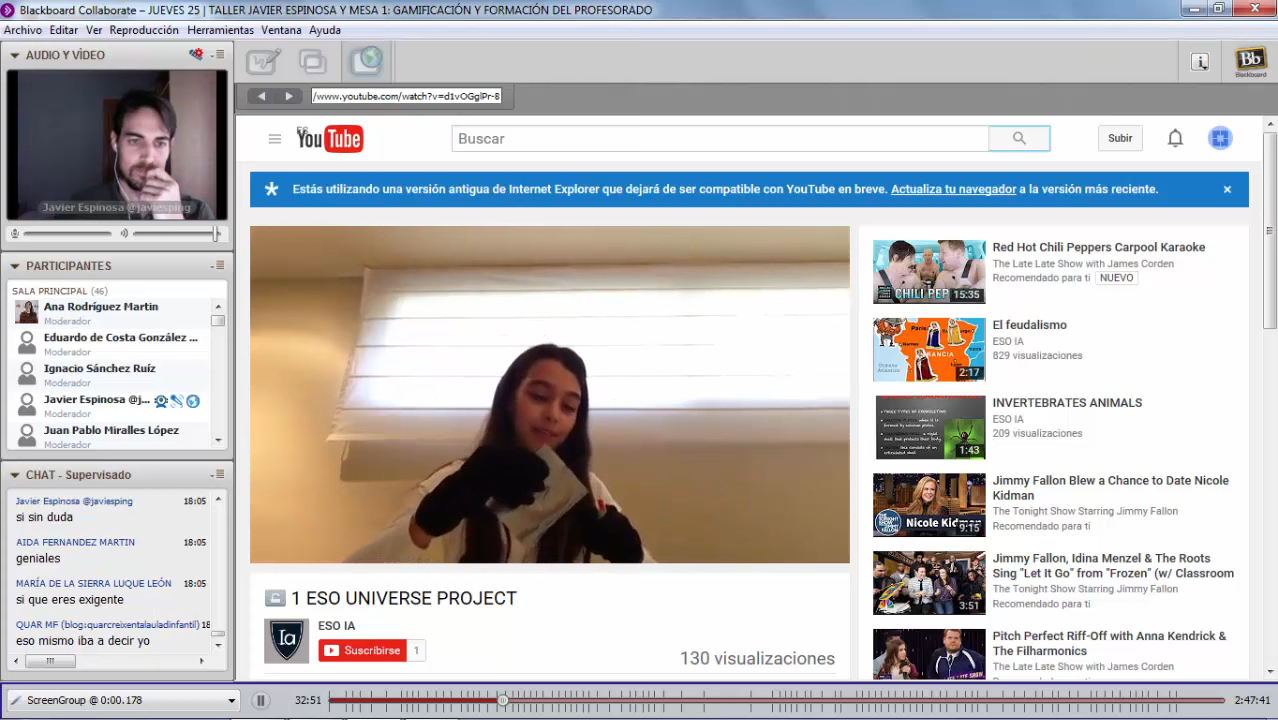 Blackboard Collaborate – JUEVES 25 | TALLER JAVIER ESPINOSA Y MESA 1: GAMIFICACIÓN Y FORMACIÓN DEL PROFESORADO
Archivo Editar Ver Reproducción Herramientas Ventana Ayuda
AUDIO Y VÍDEO
Javier Espinosa @javiesping
PARTICIPANTES
SALA PRINCIPAL (46)
Ana Rodríguez Martin
Moderador
Eduardo de Costa González ...
Moderador
Ignacio Sánchez Ruíz
Moderador
Javier Espinosa @j...
Moderador
Juan Pablo Miralles López
Moderador
CHAT - Supervisado
Javier Espinosa @javiesping 18:05
si sin duda
AIDA FERNANDEZ MARTIN 18:05
geniales
MARÍA DE LA SIERRA LUQUE LEÓN 18:05
si que eres exigente
QUAR MF (blog:quarcreixentalauladinfantil) 18
eso mismo iba a decir yo
Bb
Blackboard
/www.youtube.com/watch?v=d1vOGglPr-8
YouTube ES
Buscar
Subir
Estás utilizando una versión antigua de Internet Explorer que dejará de ser compatible con YouTube en breve. Actualiza tu navegador a la versión más reciente.
1 ESO UNIVERSE PROJECT
Ia
ESO IA
Suscribirse 1
130 visualizaciones
CHILI PEP
15:35
Red Hot Chili Peppers Carpool Karaoke
The Late Late Show with James Corden
Recomendado para ti NUEVO
2:17
El feudalismo
ESO IA
829 visualizaciones
1:43
INVERTEBRATES ANIMALS
ESO IA
209 visualizaciones
Nicole Kidman
9:15
Jimmy Fallon Blew a Chance to Date Nicole
Kidman
The Tonight Show Starring Jimmy Fallon
Recomendado para ti
3:51
Jimmy Fallon, Idina Menzel & The Roots
Sing "Let It Go" from "Frozen" (w/ Classroom
The Tonight Show Starring Jimmy Fallon
Recomendado para ti
Pitch Perfect Riff-Off with Anna Kendrick &
The Filharmonics
The Late Late Show with James Corden
ScreenGroup @ 0:00.178
32:51
2:47:41